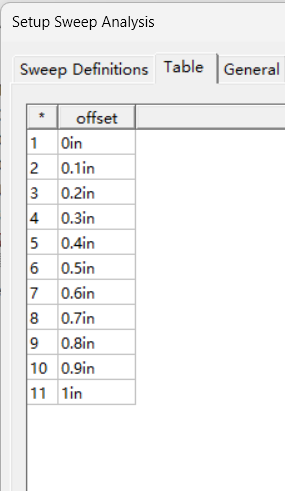 Setup Sweep Analysis
Sweep Definitions Table General
* offset
1 0in
2 0.1in
3 0.2in
4 0.3in
5 0.4in
6 0.5in
7 0.6in
8 0.7in
9 0.8in
10 0.9in
11 1in